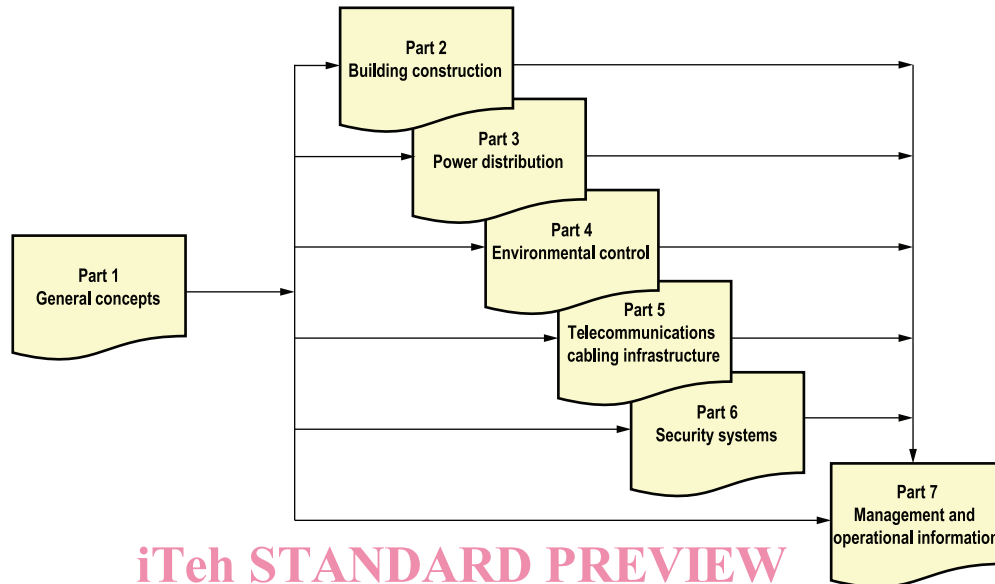 Part 2
Building construction
Part 3
Power distribution
Part 4
Environmental control
Part 1
General concepts
Part 5
Telecommunications
cabling infrastructure
Part 6
Security systems
Part 7
Management and
operational information
iTeh STANDARD PREVIEW